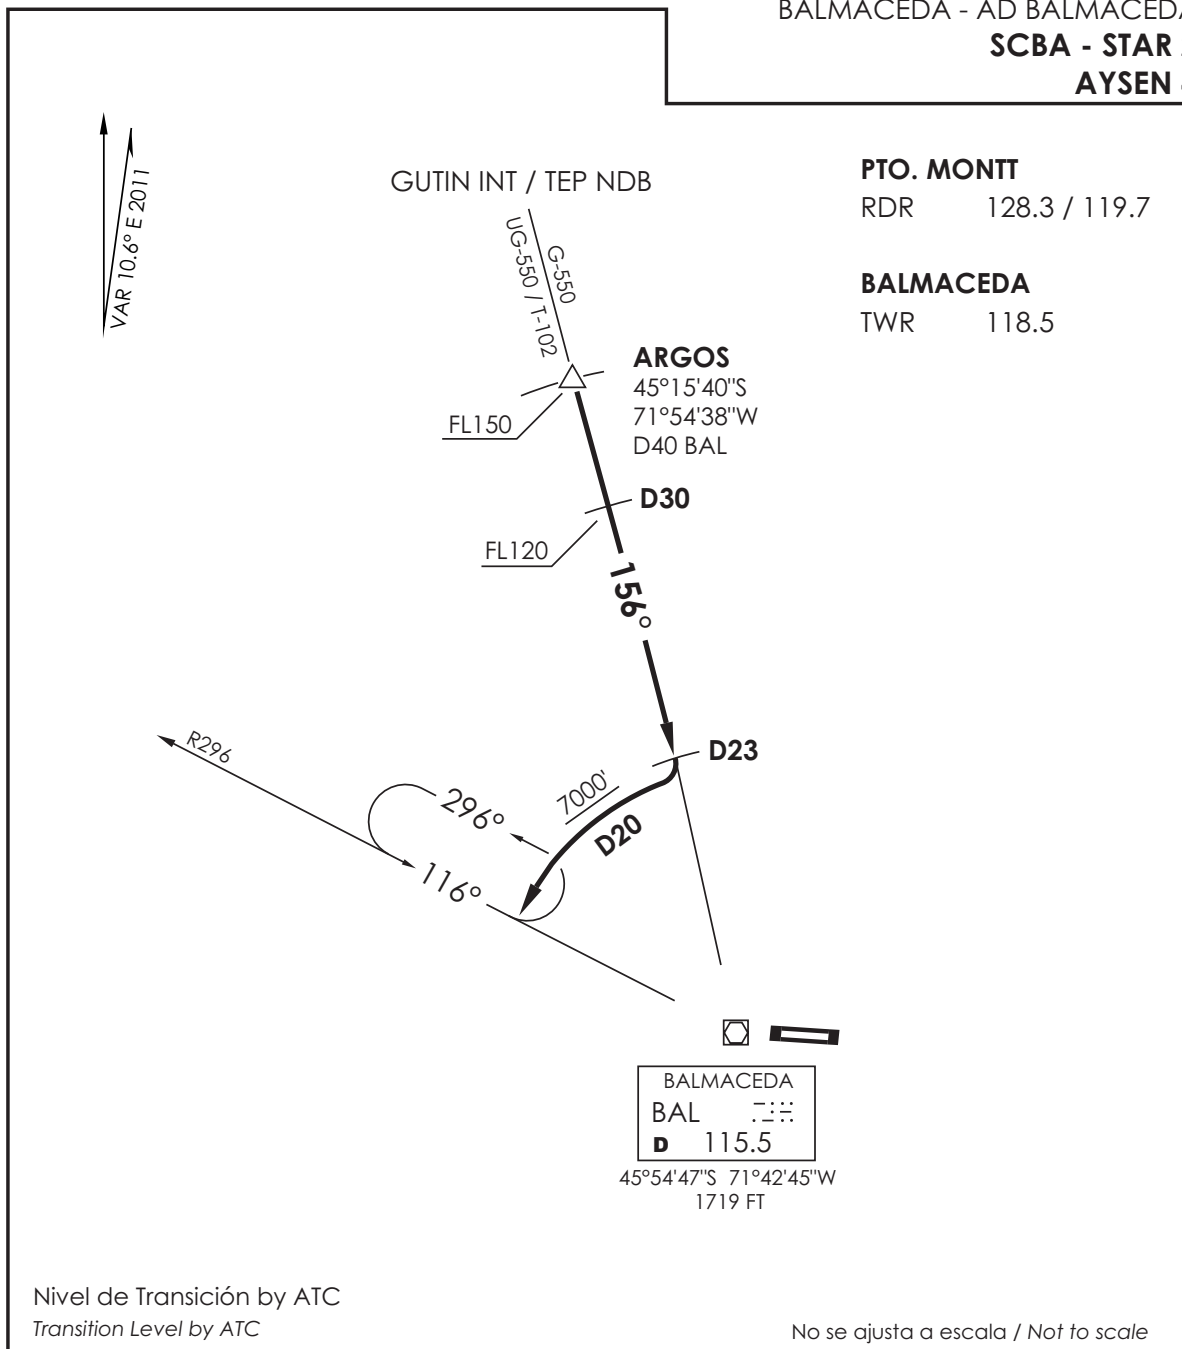 BALMACEDA - AD BALMACEDA
SCBA - STAR
AYSEN
VAR 10.6° E 2011
GUTIN INT / TEP NDB
G-550
UG-550 / T-102
PTO. MONTT
RDR 128.3 / 119.7
BALMACEDA
TWR 118.5
ARGOS
45°15'40"S
71°54'38"W
D40 BAL
FL150
D30
FL120
156°
D23
R296
296°
7000'
D20
116°
BALMACEDA
BAL
D 115.5
45°54'47"S 71°42'45"W
1719 FT
Nivel de Transición by ATC
Transition Level by ATC
No se ajusta a escala / Not to scale